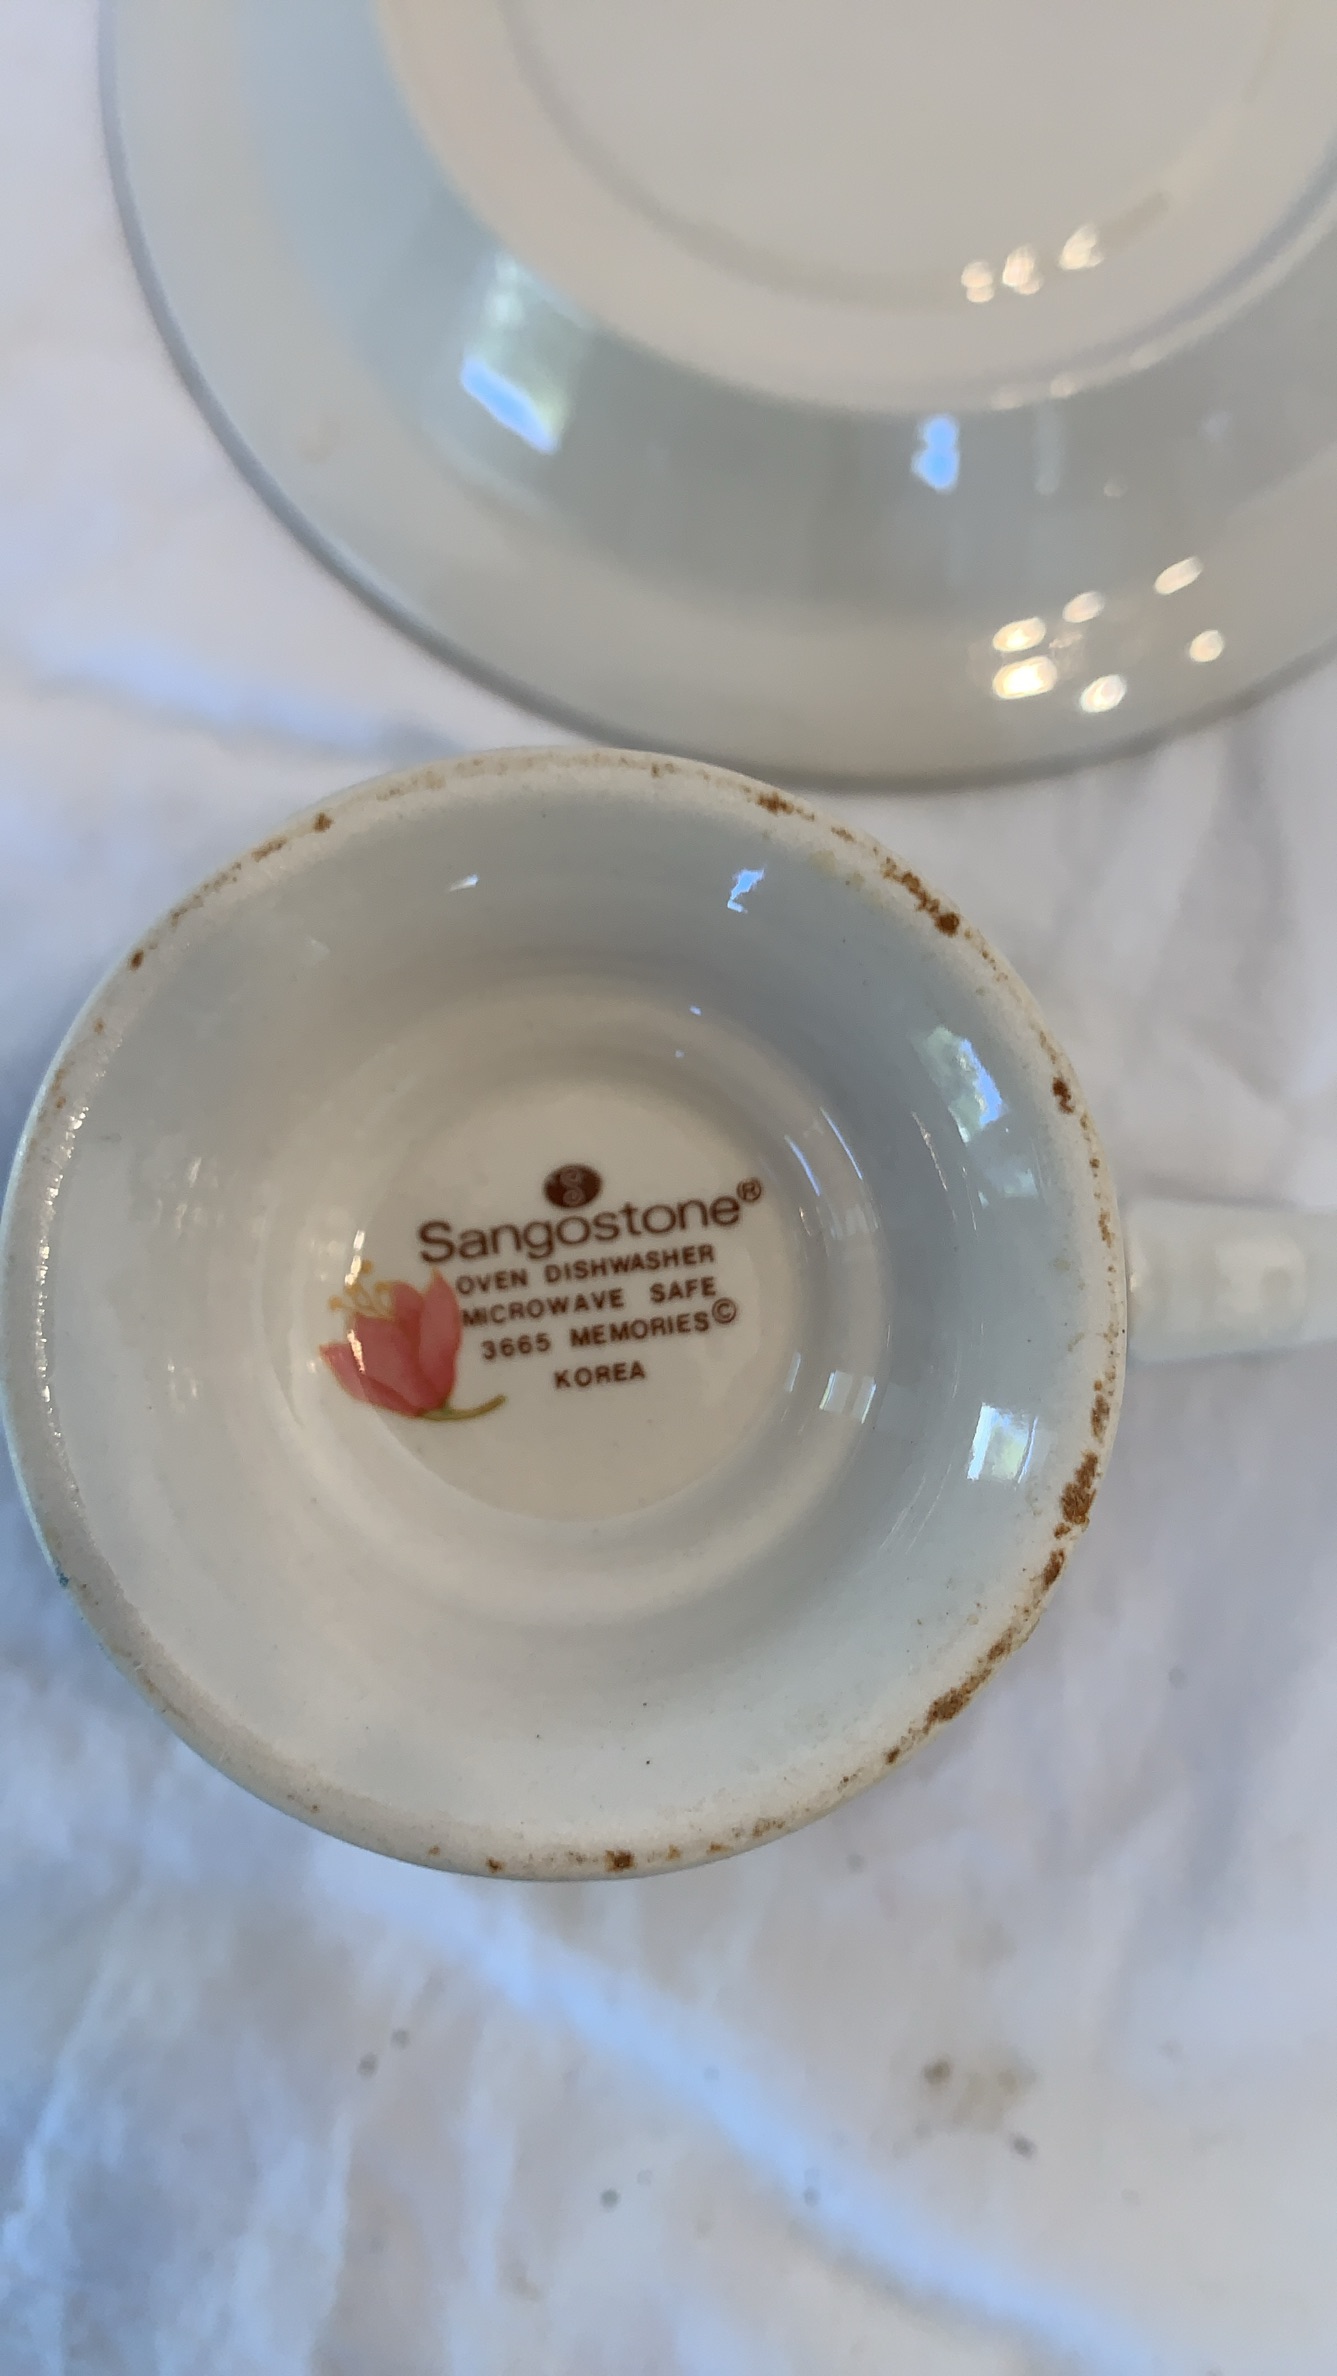 S
Sangostone®
OVEN DISHWASHER
MICROWAVE SAFE
3665 MEMORIES©
KOREA